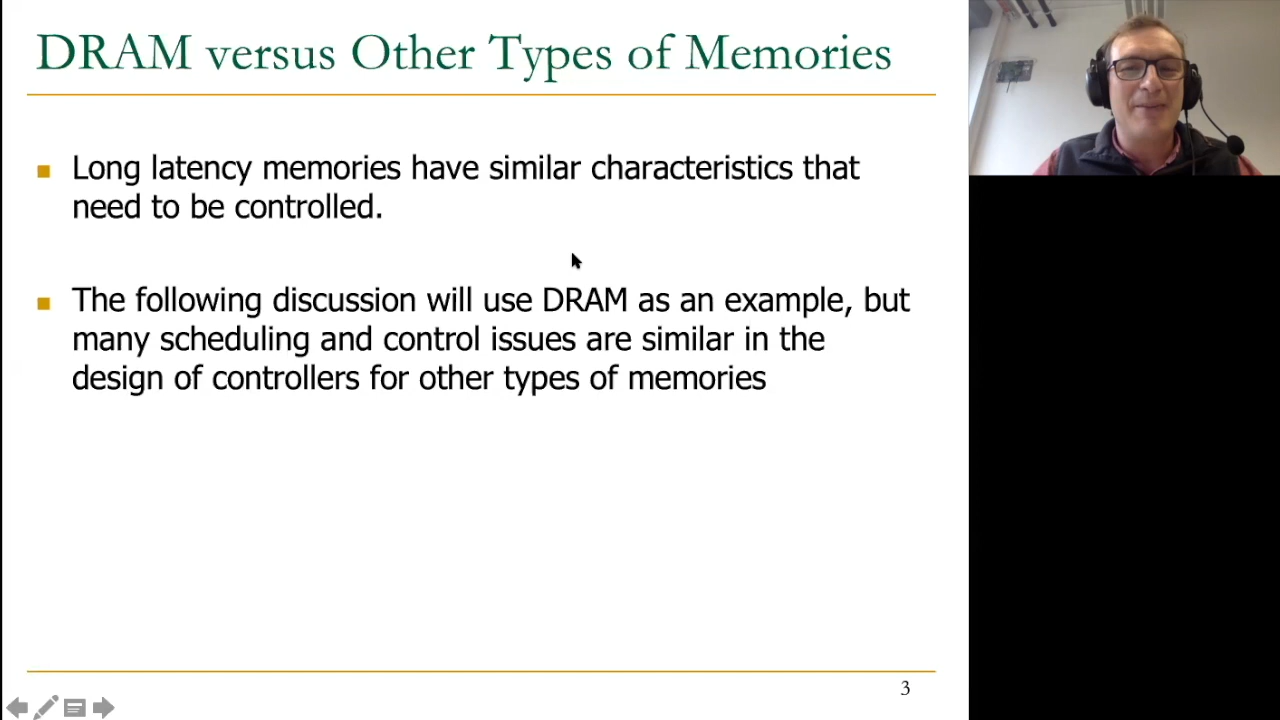 DRAM versus Other Types of Memories
Long latency memories have similar characteristics that
need to be controlled.
The following discussion will use DRAM as an example, but
many scheduling and control issues are similar in the
design of controllers for other types of memories
3